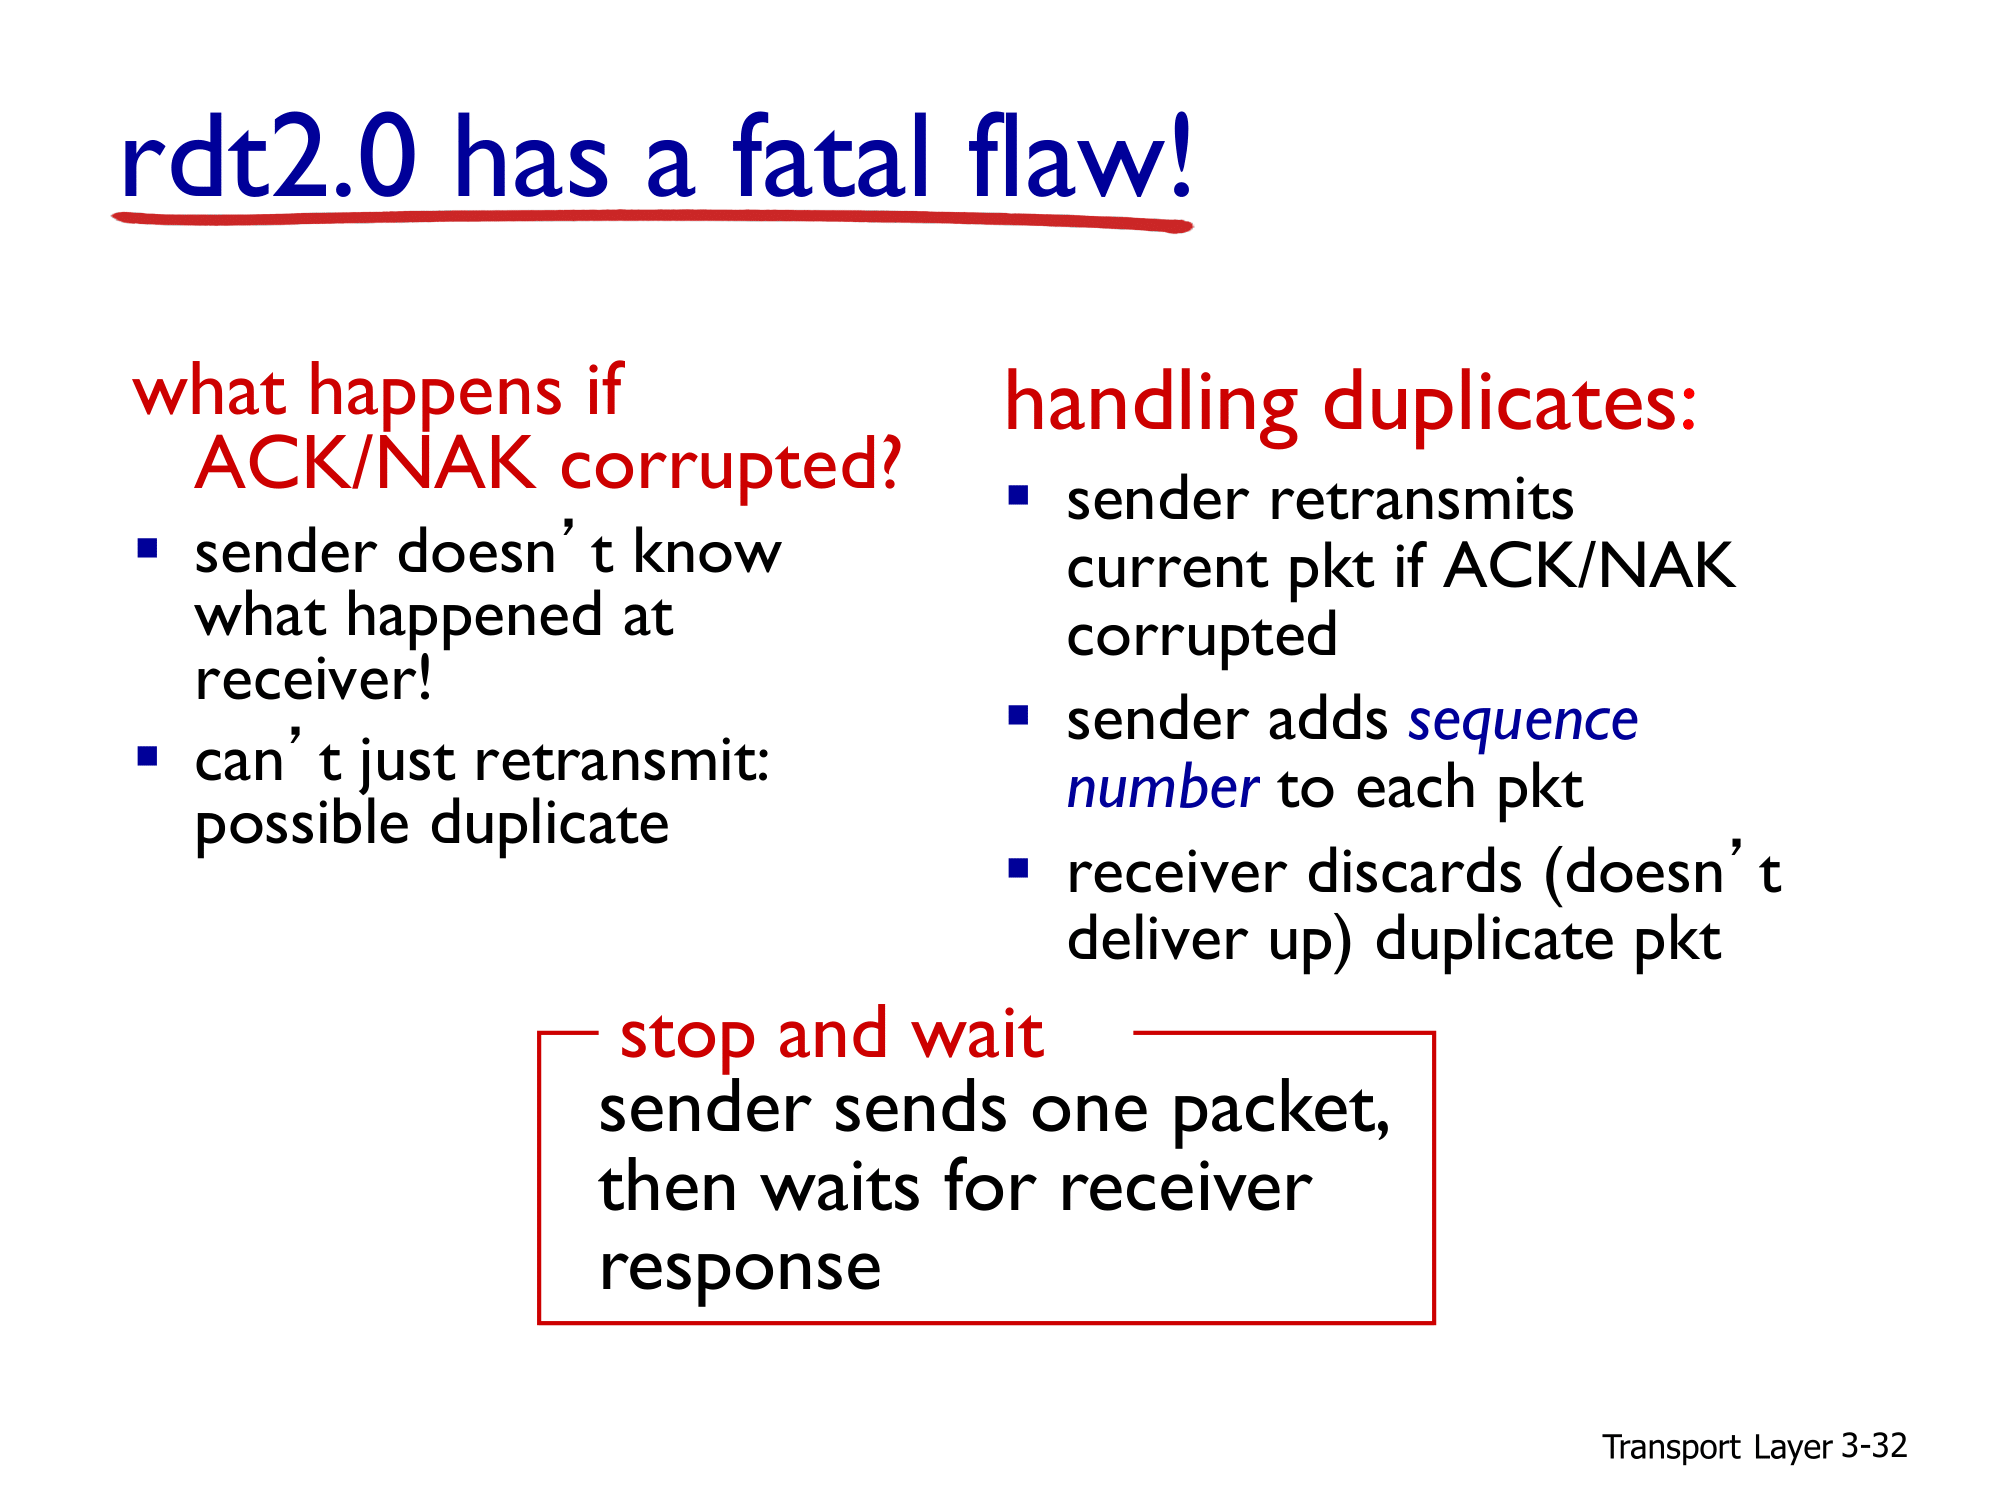 rdt2.0 has a fatal flaw!
what happens if
ACK/NAK corrupted?
sender doesn’t know
what happened at
receiver!
can’t just retransmit:
possible duplicate
handling duplicates:
sender retransmits
current pkt if ACK/NAK
corrupted
sender adds sequence
number to each pkt
receiver discards (doesn’t
deliver up) duplicate pkt
stop and wait
sender sends one packet,
then waits for receiver
response
Transport Layer 3-32